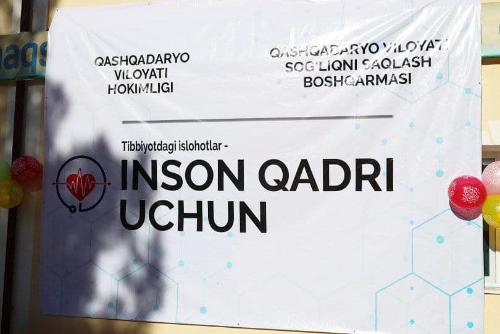 QASHQADARYO
VILOYATI
HOKIMLIGI
QASHQADARYO VILOYATI
SOG'LIQNI SAQLASH
BOSHQARMASI
Tibbiyotdagi islohotlar -
INSON QADRI
UCHUN